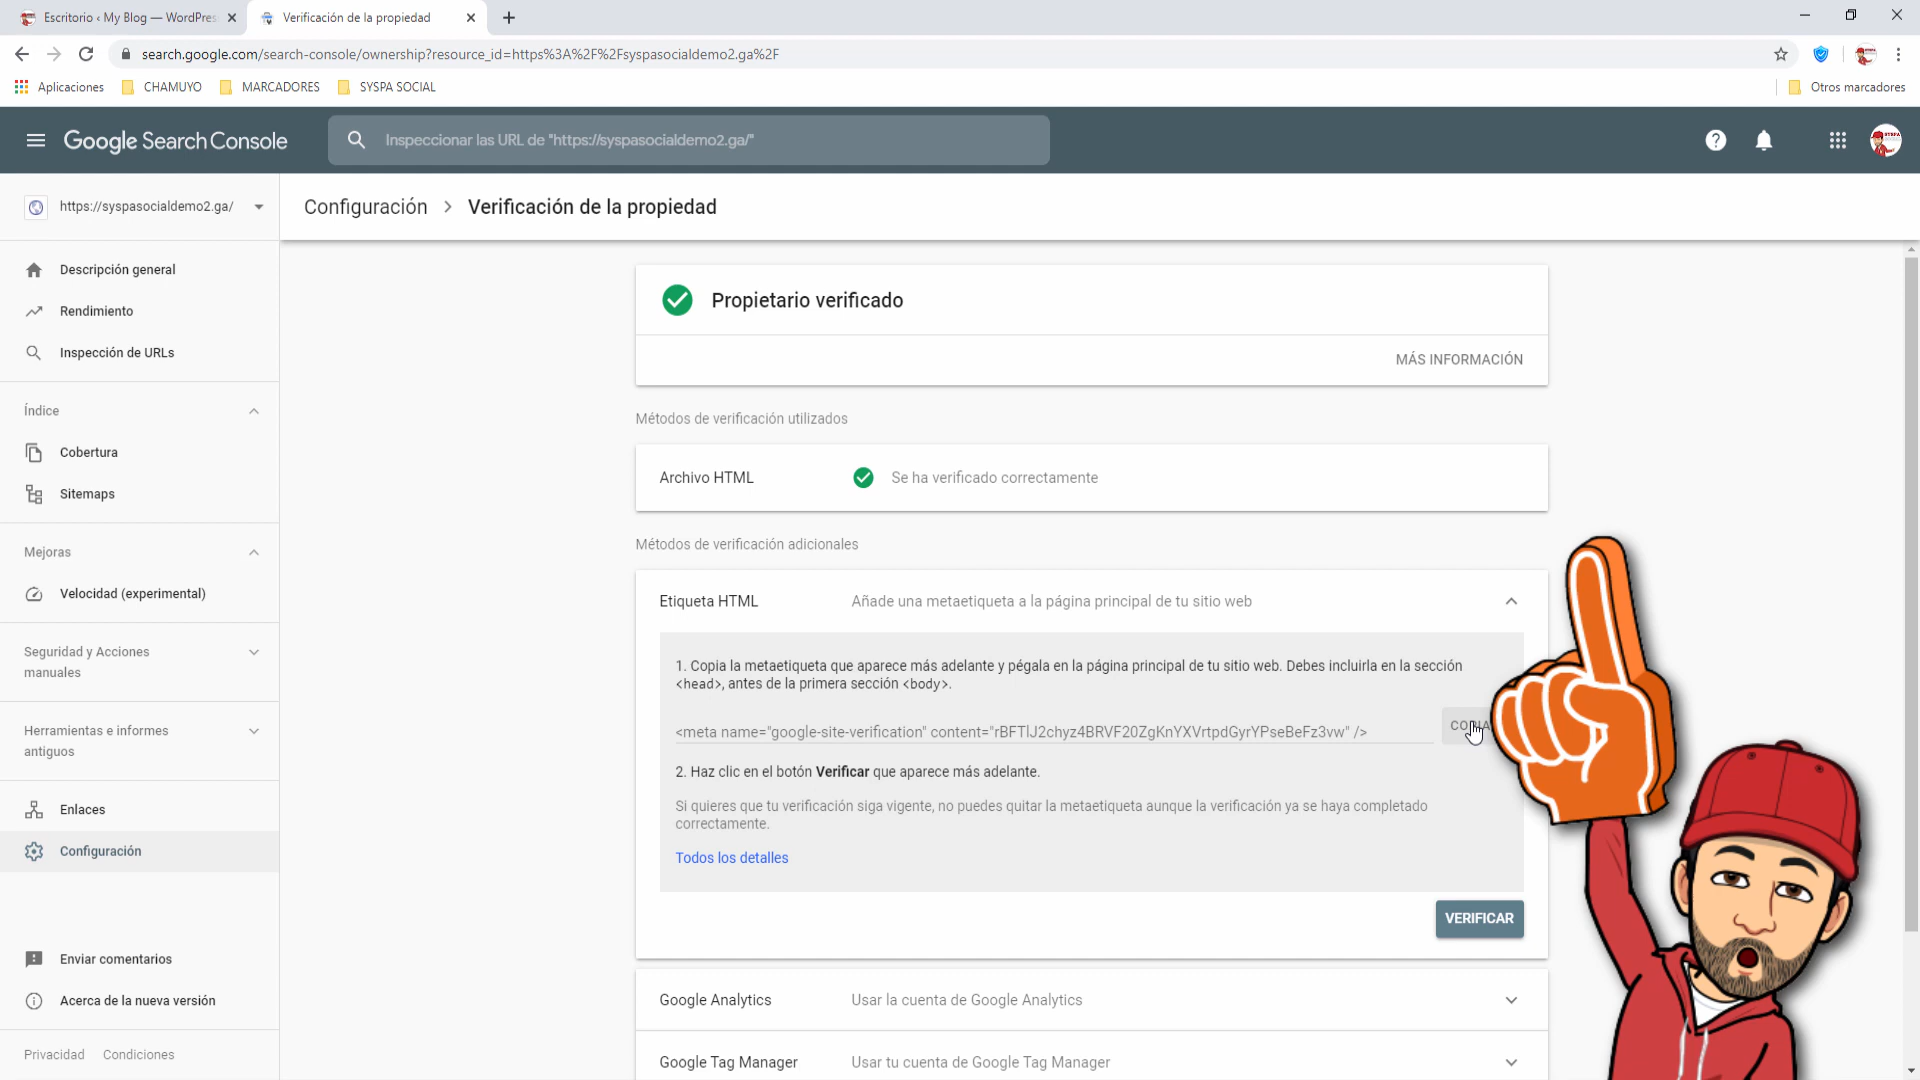 Escritorio ‹ My Blog — WordPres
Verificación de la propiedad
search.google.com/search-console/ownership?resource_id=https%3A%2F%2Fsyspasocialdemo2.ga%2F
Aplicaciones
CHAMUYO
MARCADORES
SYSPA SOCIAL
Otros marcadores
Google Search Console
Inspeccionar las URL de "https://syspasocialdemo2.ga/"
https://syspasocialdemo2.ga/
Configuración > Verificación de la propiedad
Descripción general
Rendimiento
Inspección de URLs
Índice
Cobertura
Sitemaps
Mejoras
Velocidad (experimental)
Seguridad y Acciones
manuales
Herramientas e informes
antiguos
Enlaces
Configuración
Enviar comentarios
Acerca de la nueva versión
Privacidad
Condiciones
Propietario verificado
MÁS INFORMACIÓN
Métodos de verificación utilizados
Archivo HTML
Se ha verificado correctamente
Métodos de verificación adicionales
Etiqueta HTML
Añade una metaetiqueta a la página principal de tu sitio web
1. Copia la metaetiqueta que aparece más adelante y pégala en la página principal de tu sitio web. Debes incluirla en la sección
<head>, antes de la primera sección <body>.
<meta name="google-site-verification" content="rBFTlJ2chyz4BRVF20ZgKnYXVrtpdGyrYPseBeFz3vw" />
COPIA
2. Haz clic en el botón Verificar que aparece más adelante.
Si quieres que tu verificación siga vigente, no puedes quitar la metaetiqueta aunque la verificación ya se haya completado
correctamente.
Todos los detalles
VERIFICAR
Google Analytics
Usar la cuenta de Google Analytics
Google Tag Manager
Usar tu cuenta de Google Tag Manager